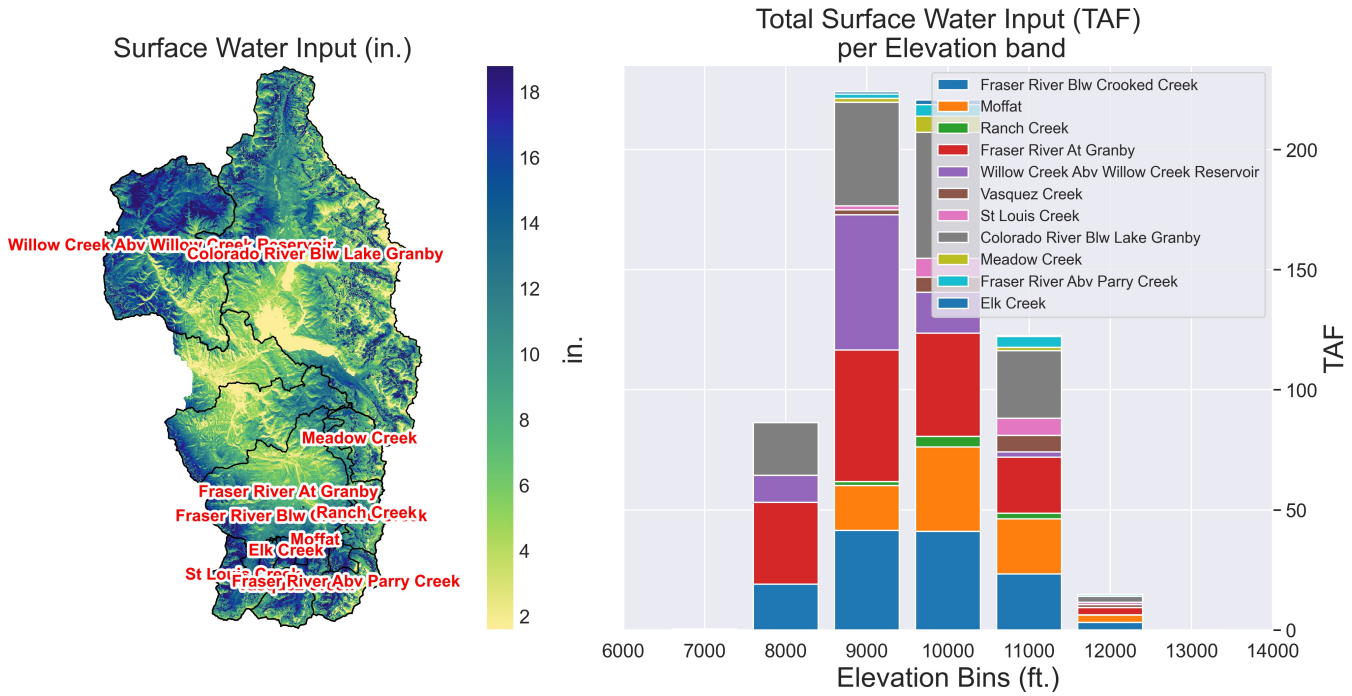 Surface Water Input (in.)
Willow Creek Abv Willow Creek Reservoir
Colorado River Blw Lake Granby
Meadow Creek
Fraser River At Granby
Fraser River Blw
Ranch Creek
Moffat
Elk Creek
St Louis Creek
Fraser River Abv Parry Creek
18
16
14
12
10
8
6
4
2
in.
Total Surface Water Input (TAF)
per Elevation band
Fraser River Blw Crooked Creek
Moffat
Ranch Creek
Fraser River At Granby
Willow Creek Abv Willow Creek Reservoir
Vasquez Creek
St Louis Creek
Colorado River Blw Lake Granby
Meadow Creek
Fraser River Abv Parry Creek
Elk Creek
200
150
100
50
0
TAF
6000 7000 8000 9000 10000 11000 12000 13000 14000
Elevation Bins (ft.)